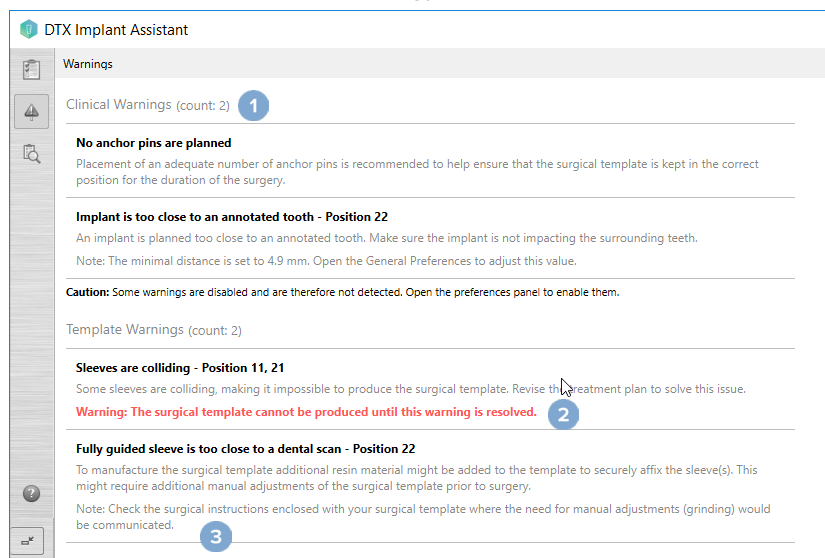 DTX Implant Assistant
Warnings
Clinical Warnings (count: 2) 1
No anchor pins are planned
Placement of an adequate number of anchor pins is recommended to help ensure that the surgical template is kept in the correct
position for the duration of the surgery.
Implant is too close to an annotated tooth - Position 22
An implant is planned too close to an annotated tooth. Make sure the implant is not impacting the surrounding teeth.
Note: The minimal distance is set to 4.9 mm. Open the General Preferences to adjust this value.
Caution: Some warnings are disabled and are therefore not detected. Open the preferences panel to enable them.
Template Warnings (count: 2)
Sleeves are colliding - Position 11, 21
Some sleeves are colliding, making it impossible to produce the surgical template. Revise the treatment plan to solve this issue.
Warning: The surgical template cannot be produced until this warning is resolved. 2
Fully guided sleeve is too close to a dental scan - Position 22
To manufacture the surgical template additional resin material might be added to the template to securely affix the sleeve(s). This
might require additional manual adjustments of the surgical template prior to surgery.
Note: Check the surgical instructions enclosed with your surgical template where the need for manual adjustments (grinding) would
be communicated. 3
?